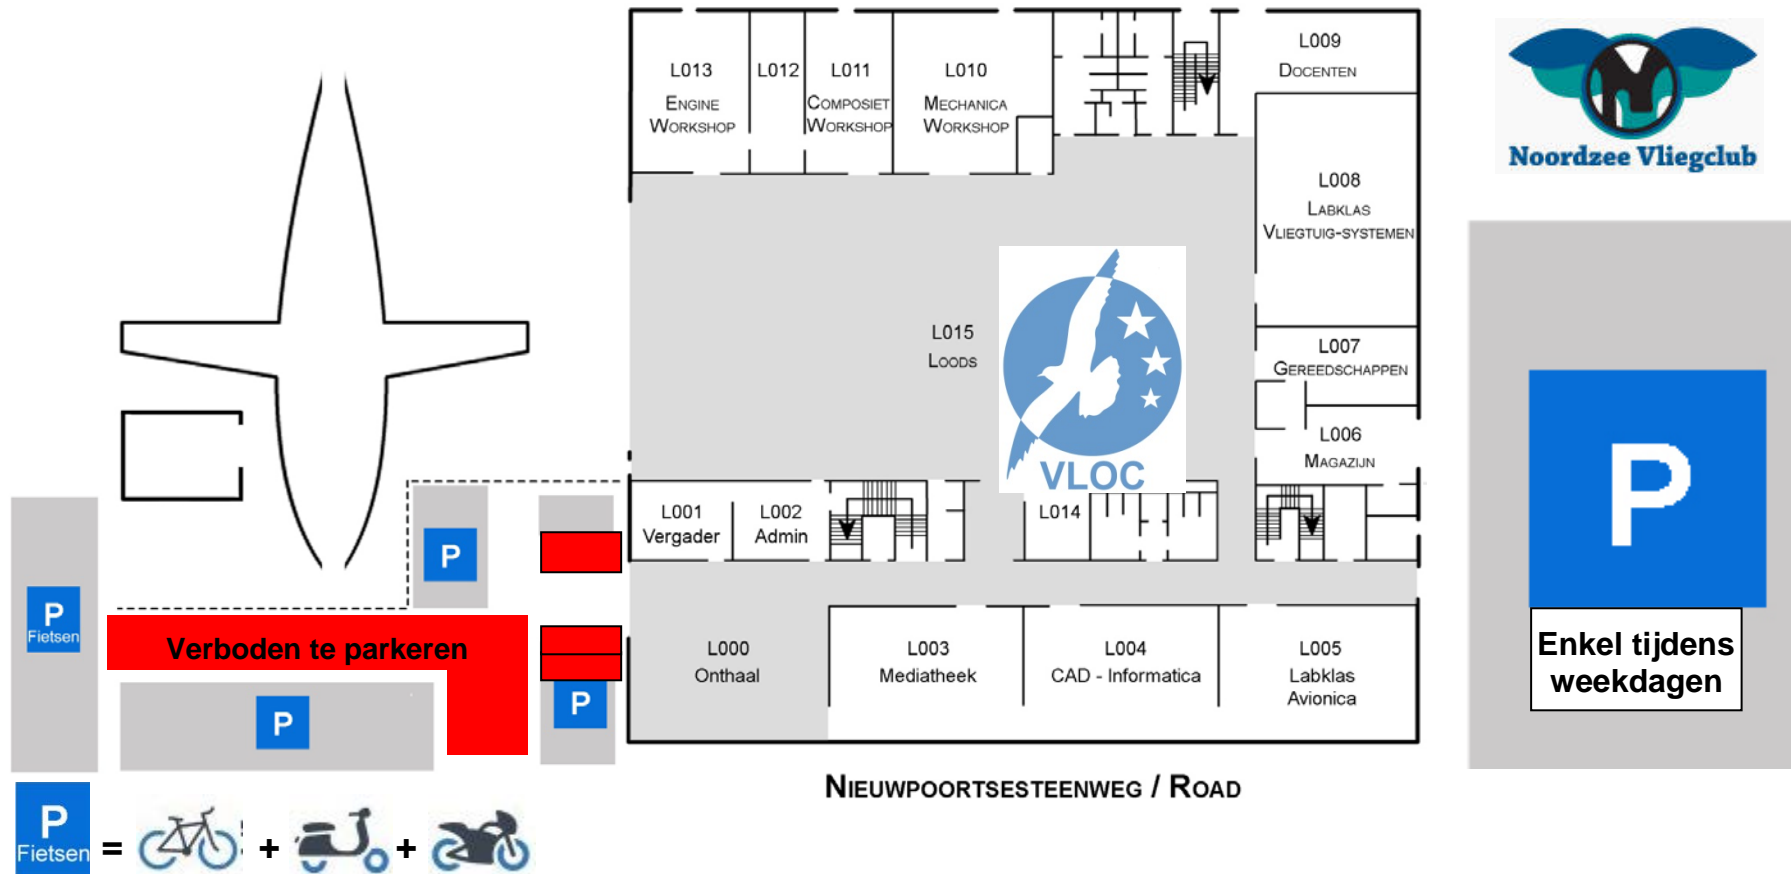 L013
ENGINE
WORKSHOP
L012
L011
COMPOSIET
WORKSHOP
L010
MECHANICA
WORKSHOP
L009
DOCENTEN
Noordzee Vliegclub
L008
LABKLAS
VLIEGTUIG-SYSTEMEN
L015
LOODS
VLOC
L007
GEREEDSCHAPPEN
L006
MAGAZIJN
P
L001
Vergader
L002
Admin
L014
P
P
Fietsen
Verboden te parkeren
P
P
L000
Onthaal
L003
Mediatheek
L004
CAD - Informatica
L005
Labklas
Avionica
Enkel tijdens
weekdagen
NIEUWPOORTSESTEENWEG / ROAD
P
Fietsen = + +